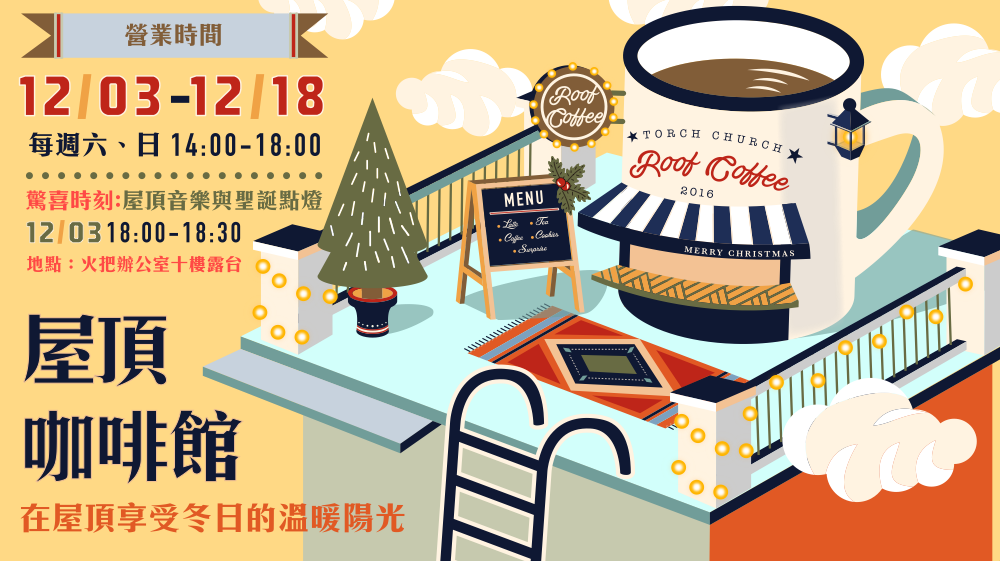 營業時間
12/03-12/18
每週六、日 14:00-18:00
驚喜時刻:屋頂音樂與聖誕點燈
12/03 18:00-18:30
地點：火把辦公室十樓露台
屋頂
咖啡館
在屋頂享受冬日的溫暖陽光
Roof
Coffee
MENU
Latte
Tea
Coffee
Cookies
Surprise
TORCH CHURCH
Roof Coffee
2016
MERRY CHRISTMAS